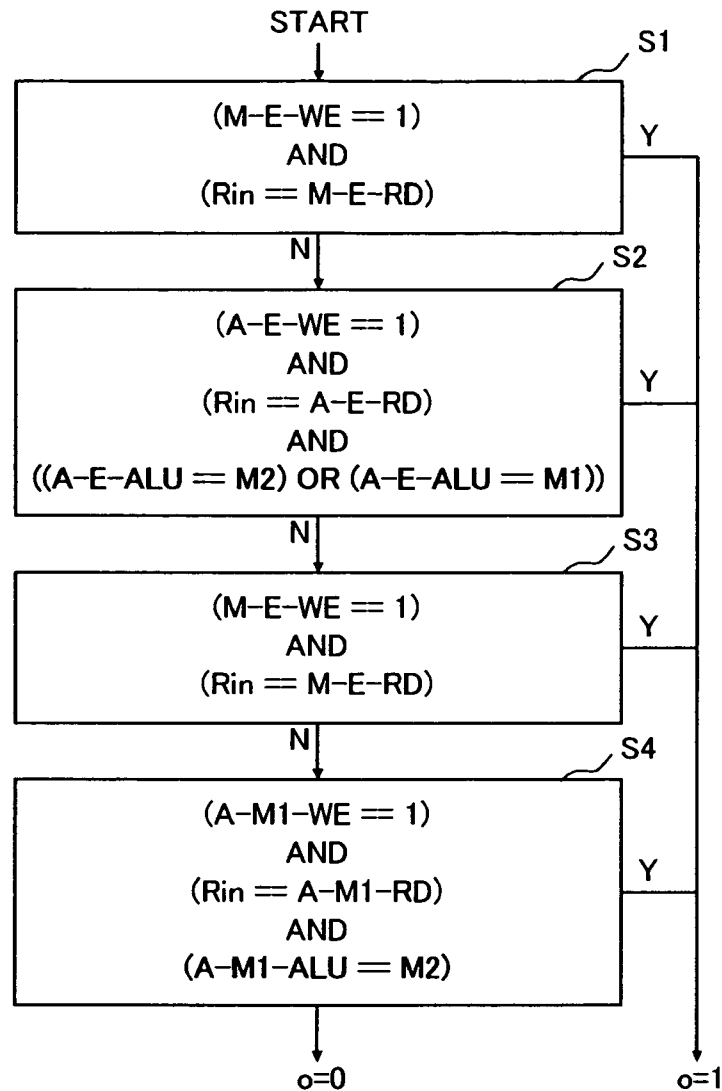 START
S1
(M-E-WE == 1)
AND
(Rin == M-E-RD)
Y
N
S2
(A-E-WE == 1)
AND
(Rin == A-E-RD)
AND
((A-E-ALU == M2) OR (A-E-ALU == M1))
Y
N
S3
(M-E-WE == 1)
AND
(Rin == M-E-RD)
Y
N
S4
(A-M1-WE == 1)
AND
(Rin == A-M1-RD)
AND
(A-M1-ALU == M2)
Y
o=0
o=1